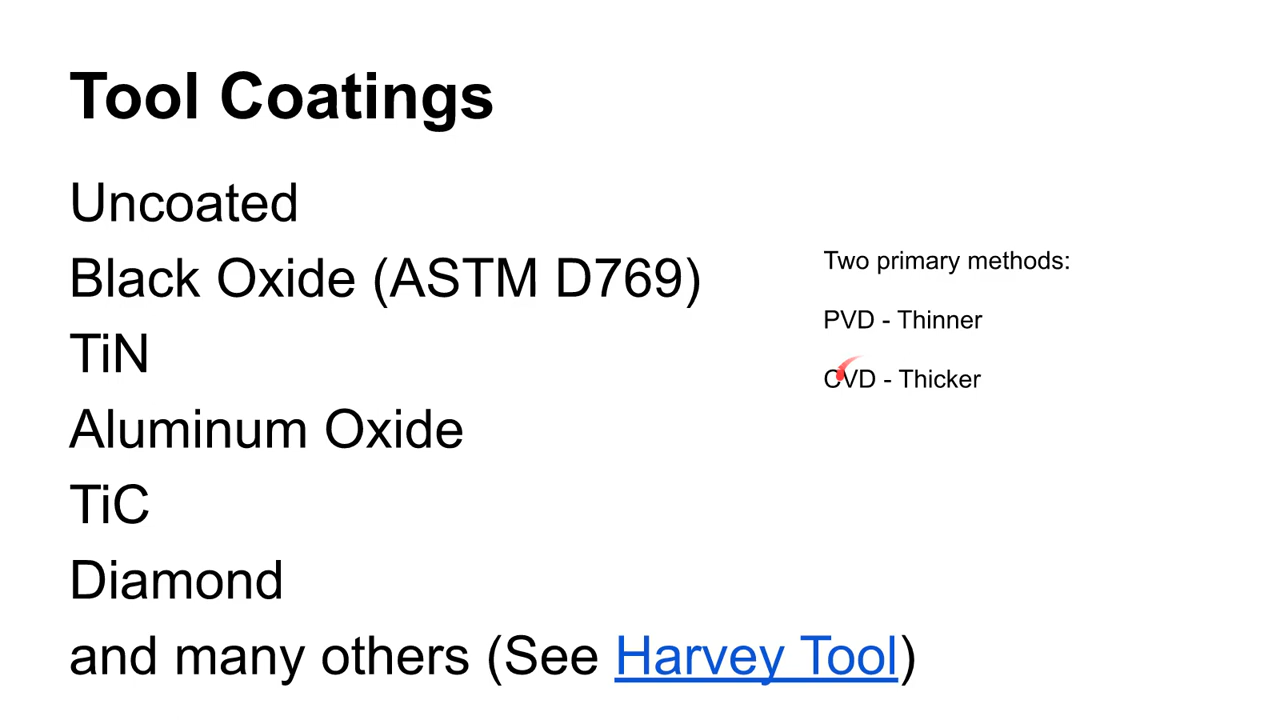 Tool Coatings
Uncoated
Black Oxide (ASTM D769)
TiN
Aluminum Oxide
TiC
Diamond
and many others (See Harvey Tool)
Two primary methods:
PVD - Thinner
CVD - Thicker